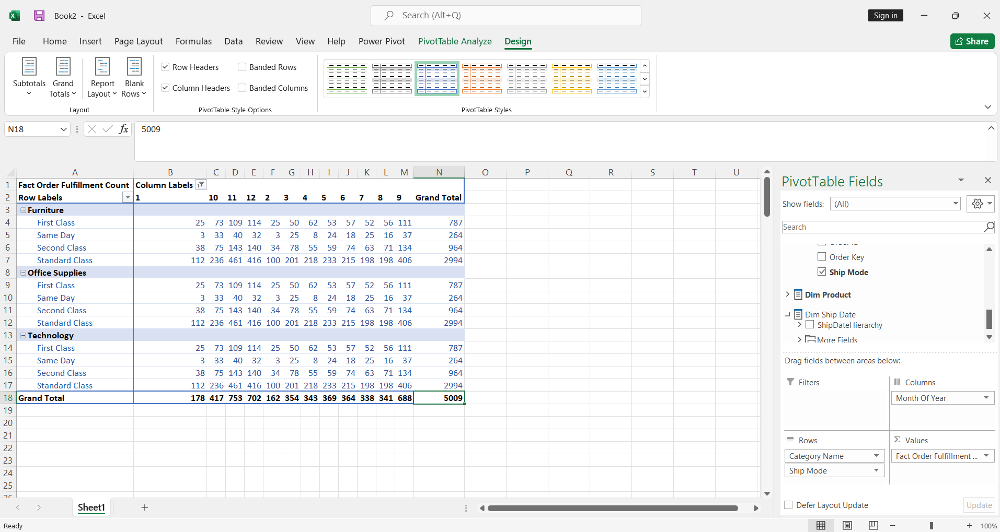 Book2 - Excel
Search (Alt+Q)
Sign in
File Home Insert Page Layout Formulas Data Review View Help Power Pivot PivotTable Analyze Design
Share
Subtotals
Grand Totals
Report Layout
Blank Rows
Layout
Row Headers Banded Rows
Column Headers Banded Columns
PivotTable Style Options
PivotTable Styles
N18 fx 5009
A B C D E F G H I J K L M N O P Q R S T U
1 Fact Order Fulfillment Count Column Labels
2 Row Labels 1 10 11 12 2 3 4 5 6 7 8 9 Grand Total
3 Furniture
4 First Class 25 73 109 114 25 50 62 53 57 52 56 111 787
5 Same Day 3 33 40 32 3 25 8 24 18 25 16 37 264
6 Second Class 38 75 143 140 34 78 55 59 74 63 71 134 964
7 Standard Class 112 236 461 416 100 201 218 233 215 198 198 406 2994
8 Office Supplies
9 First Class 25 73 109 114 25 50 62 53 57 52 56 111 787
10 Same Day 3 33 40 32 3 25 8 24 18 25 16 37 264
11 Second Class 38 75 143 140 34 78 55 59 74 63 71 134 964
12 Standard Class 112 236 461 416 100 201 218 233 215 198 198 406 2994
13 Technology
14 First Class 25 73 109 114 25 50 62 53 57 52 56 111 787
15 Same Day 3 33 40 32 3 25 8 24 18 25 16 37 264
16 Second Class 38 75 143 140 34 78 55 59 74 63 71 134 964
17 Standard Class 112 236 461 416 100 201 218 233 215 198 198 406 2994
18 Grand Total 178 417 753 702 162 354 343 369 364 338 341 688 5009
19
20
21
22
23
24
25
PivotTable Fields
Show fields: (All)
Search
Order Key
Ship Mode
Dim Product
Dim Ship Date
ShipDateHierarchy
More Fields
Drag fields between areas below:
Filters
Columns
Month Of Year
Rows
Category Name
Ship Mode
Σ Values
Fact Order Fulfillment ...
Defer Layout Update
Update
Sheet1
Ready
100%